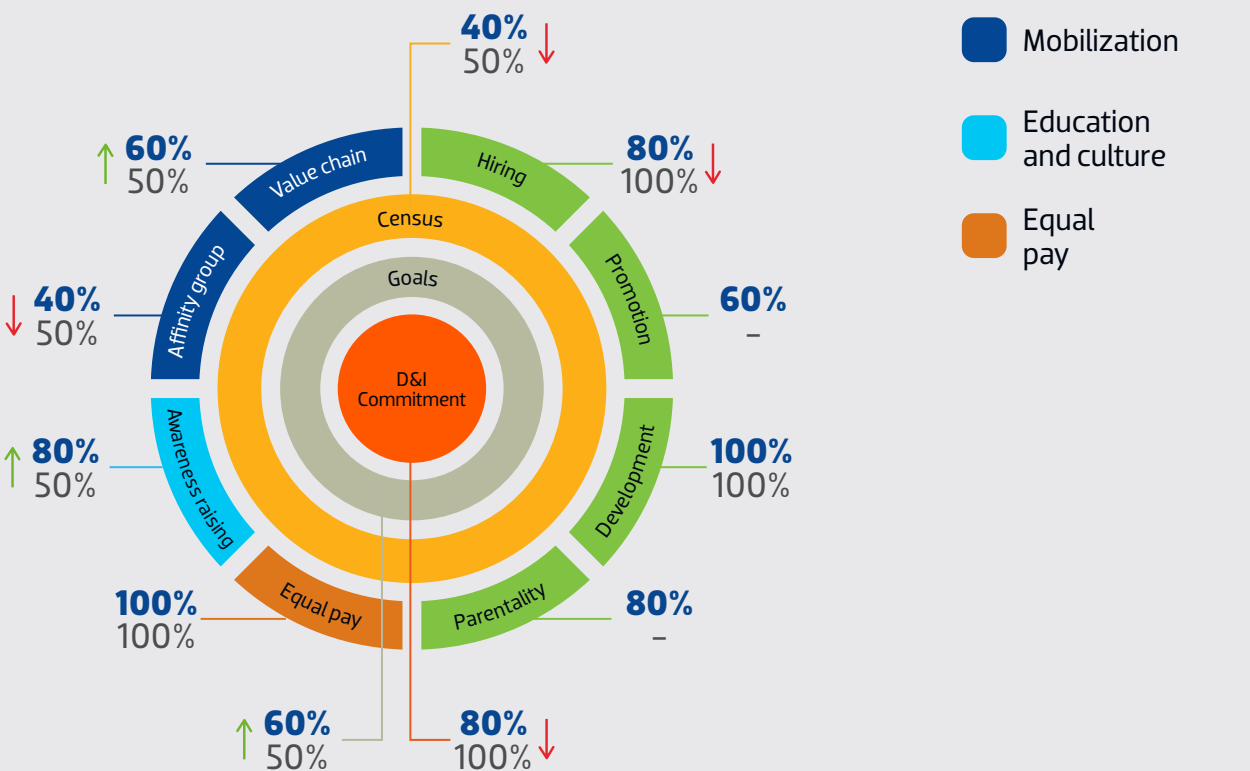 40%
50%
Mobilization
Education
and culture
Equal
pay
60%
50%
Value chain
Hiring
80%
100%
Census
Affinity group
Promotion
Goals
40%
50%
60%
–
D&I
Commitment
80%
50%
Awareness raising
Development
100%
100%
100%
100%
Equal pay
Parentality
80%
–
60%
50%
80%
100%